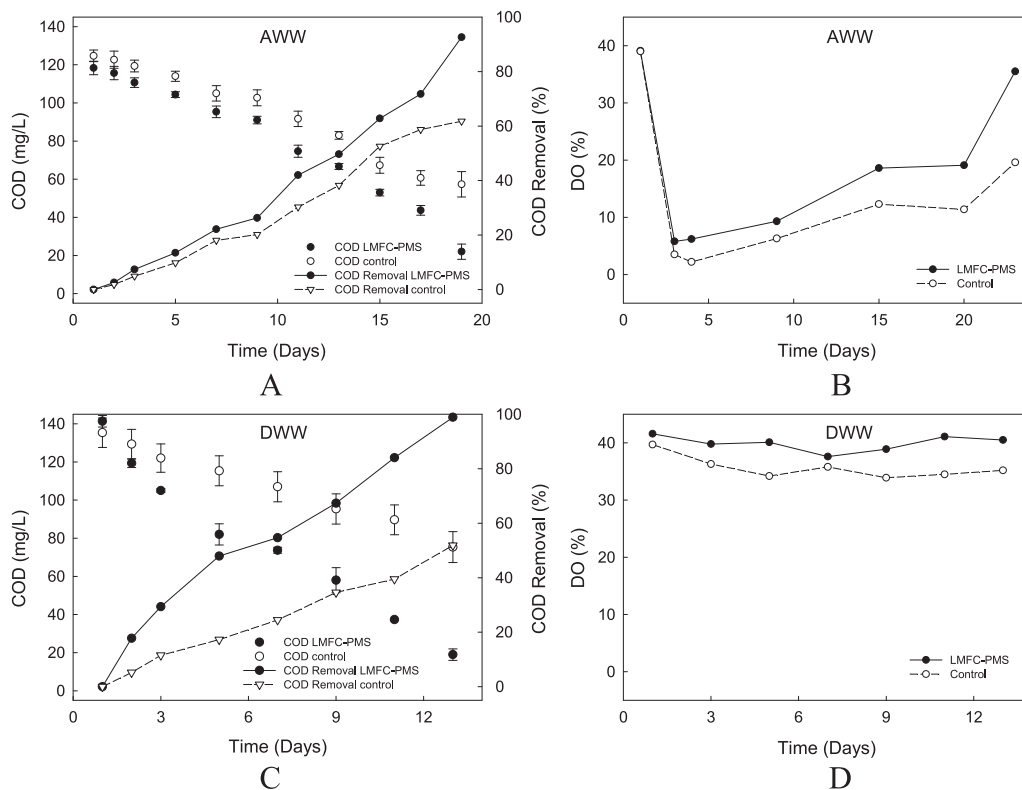 AWW
COD (mg/L)
140
120
100
80
60
40
20
0
100
80
60
40
20
0
COD Removal (%)
COD LMFC-PMS
COD control
COD Removal LMFC-PMS
COD Removal control
0 5 10 15 20
Time (Days)
A
AWW
DO (%)
40
30
20
10
0
LMFC-PMS
Control
0 5 10 15 20
Time (Days)
B
DWW
COD (mg/L)
140
120
100
80
60
40
20
0
100
80
60
40
20
0
COD Removal (%)
COD LMFC-PMS
COD control
COD Removal LMFC-PMS
COD Removal control
0 3 6 9 12
Time (Days)
C
DWW
DO (%)
40
30
20
10
0
LMFC-PMS
Control
0 3 6 9 12
Time (Days)
D